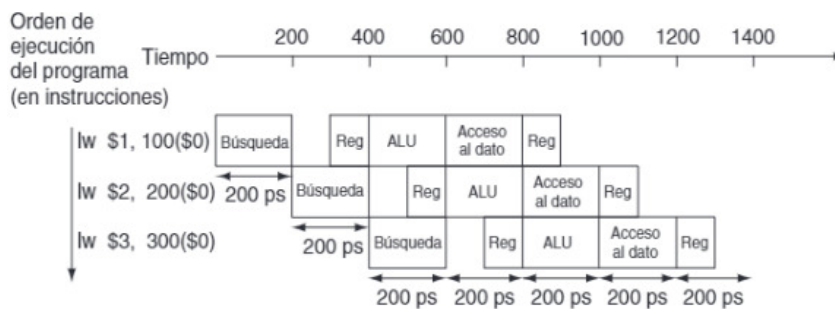 Orden de
ejecución
del programa
(en instrucciones)
Tiempo
200 400 600 800 1000 1200 1400
lw $1, 100($0) Búsqueda Reg ALU Acceso al dato Reg
lw $2, 200($0) 200 ps Búsqueda Reg ALU Acceso al dato Reg
lw $3, 300($0) 200 ps Búsqueda Reg ALU Acceso al dato Reg
200 ps 200 ps 200 ps 200 ps 200 ps